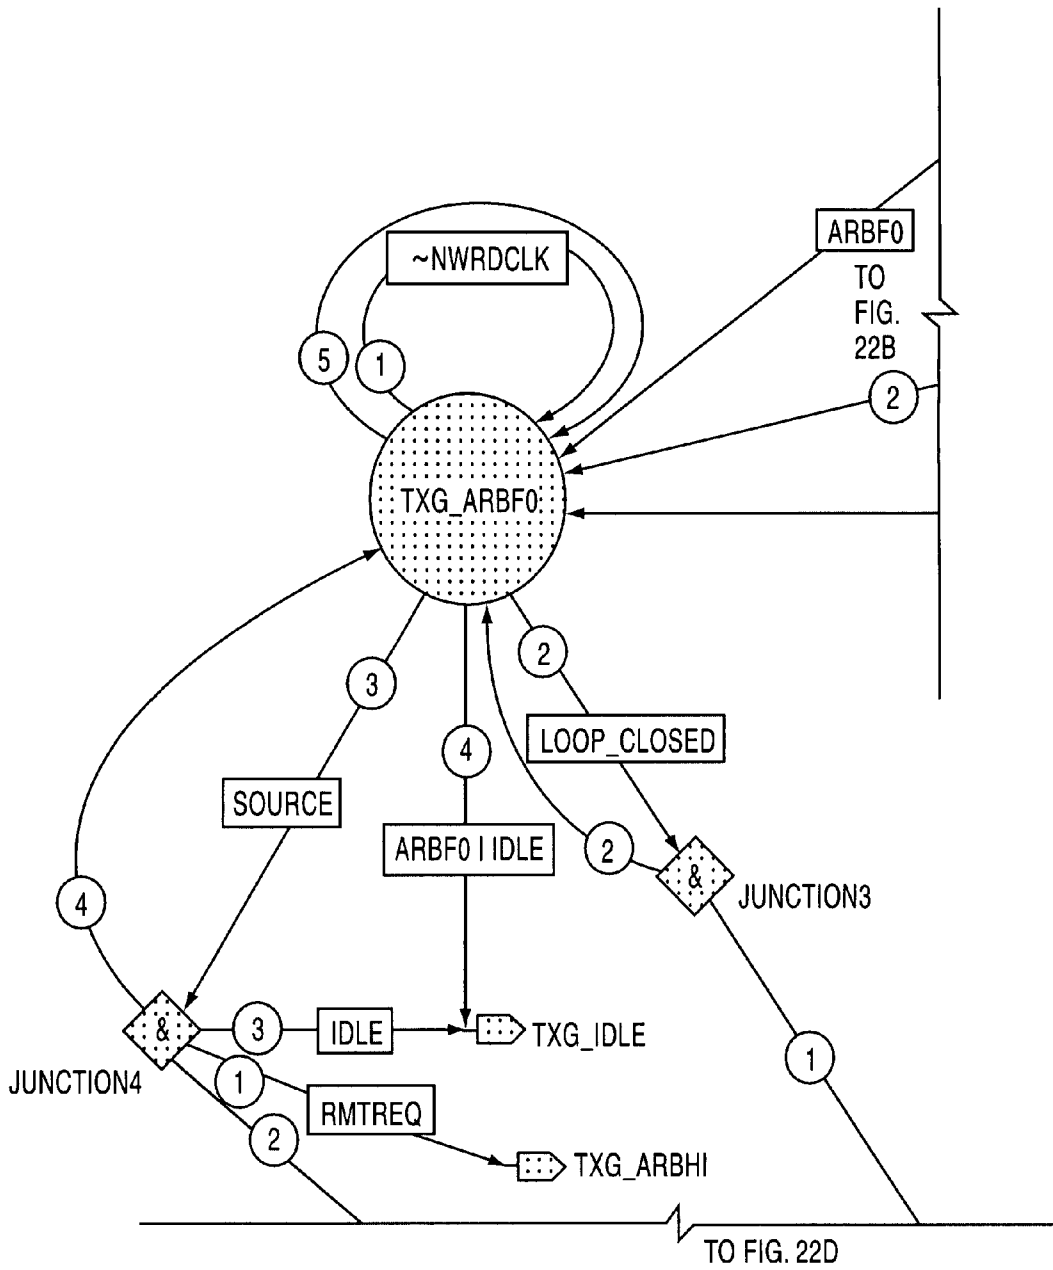 ARBF0
~NWRDCLK
TO
FIG.
22B
5
1
2
TXG_ARBF0
2
3
LOOP_CLOSED
4
SOURCE
ARBF0 | IDLE
2
&
JUNCTION3
4
&
3
IDLE
TXG_IDLE
1
JUNCTION4
1
RMTREQ
2
TXG_ARBHI
TO FIG. 22D